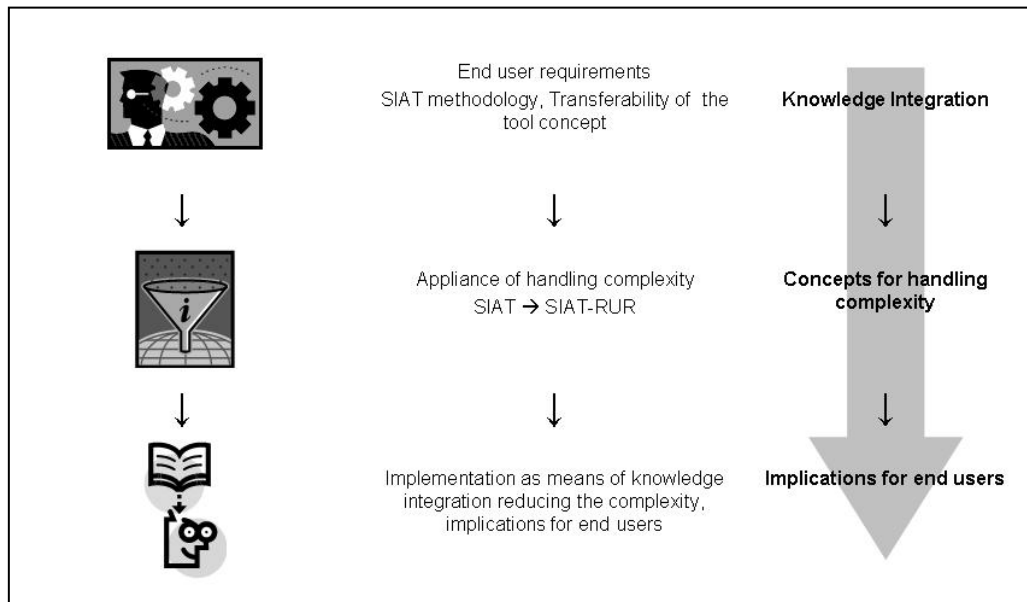 End user requirements
SIAT methodology, Transferability of the
tool concept
Knowledge Integration
↓ ↓ ↓
i
Appliance of handling complexity
SIAT → SIAT-RUR
Concepts for handling
complexity
↓ ↓ ↓
Implementation as means of knowledge
integration reducing the complexity,
implications for end users
Implications for end users